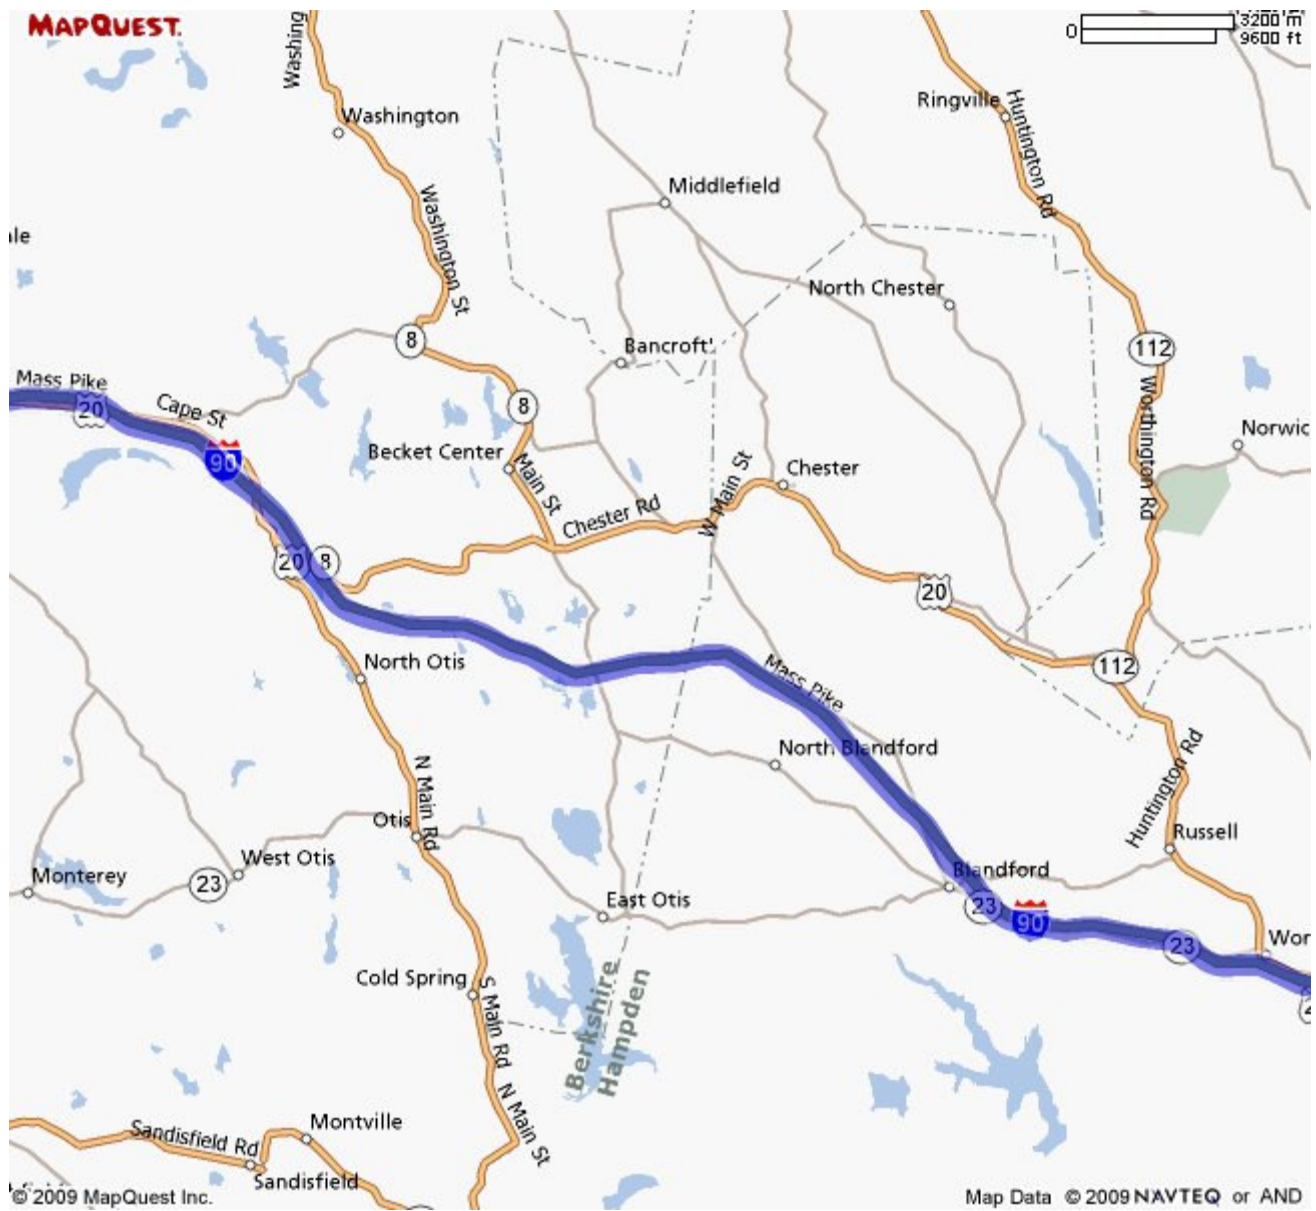 MAPQUEST.
3200 m
0
9600 ft
Washing
Washington
Ringville
Huntington Rd
Middlefield
Washington St
le
North Chester
8
Bancroft
112
Mass Pike
20
Cape St
8
Worthington Rd
Norwic
90
Becket Center
Main St
Chester
W Main St
Chester Rd
20
8
20
North Otis
112
Mass Pike
North Blandford
N Main Rd
Huntington Rd
Otis
Russell
West Otis
Monterey
23
Blandford
East Otis
23
90
23
Wor
Cold Spring
S Main Rd
Berkshire
Hampden
N Main St
Montville
Sandisfield Rd
Sandisfield
© 2009 MapQuest Inc.
Map Data © 2009 NAVTEQ or AND